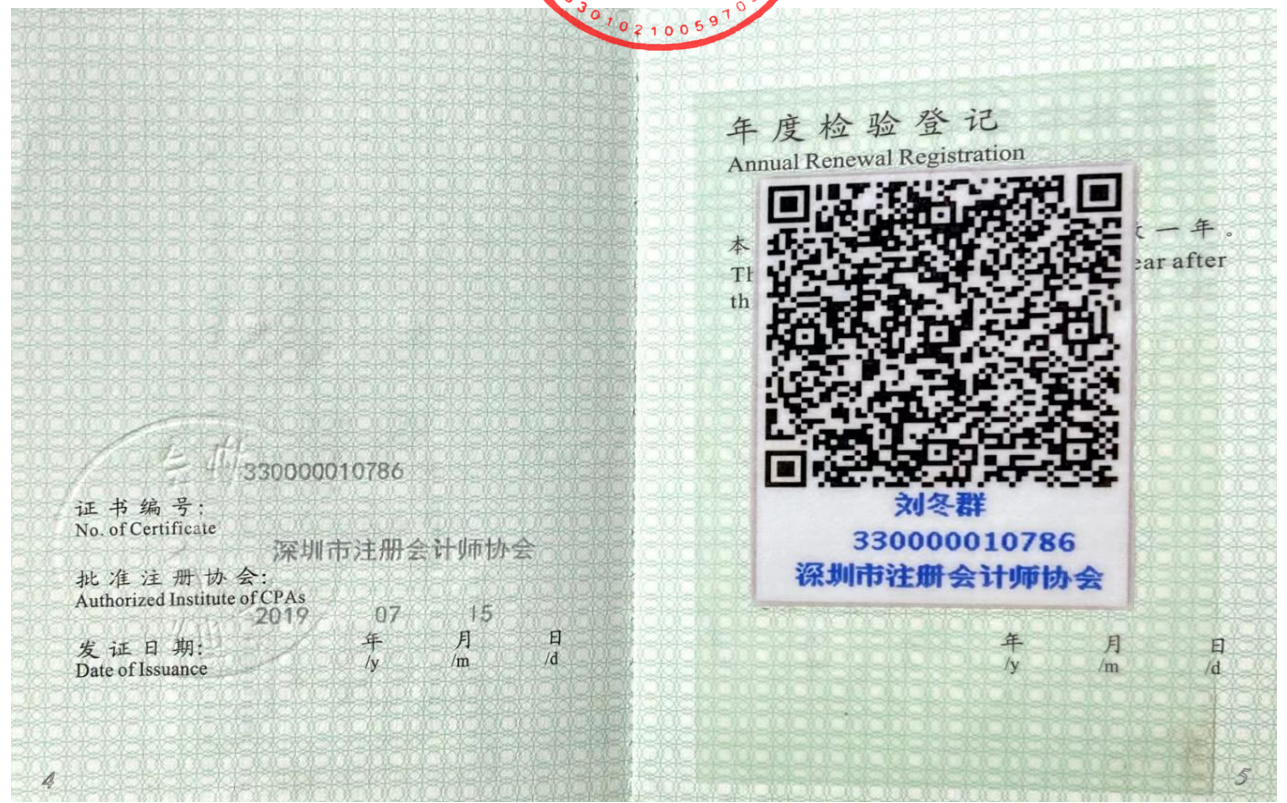 330102100597
330000010786
证书编号:
No. of Certificate
深圳市注册会计师协会
批准注册协会:
Authorized Institute of CPAs
2019 07 15
发证日期: 年 月 日
Date of Issuance /y /m /d
4
年度检验登记
Annual Renewal Registration
本 一年。
ear after
th
刘冬群
330000010786
深圳市注册会计师协会
年 月 日
/y /m /d
5